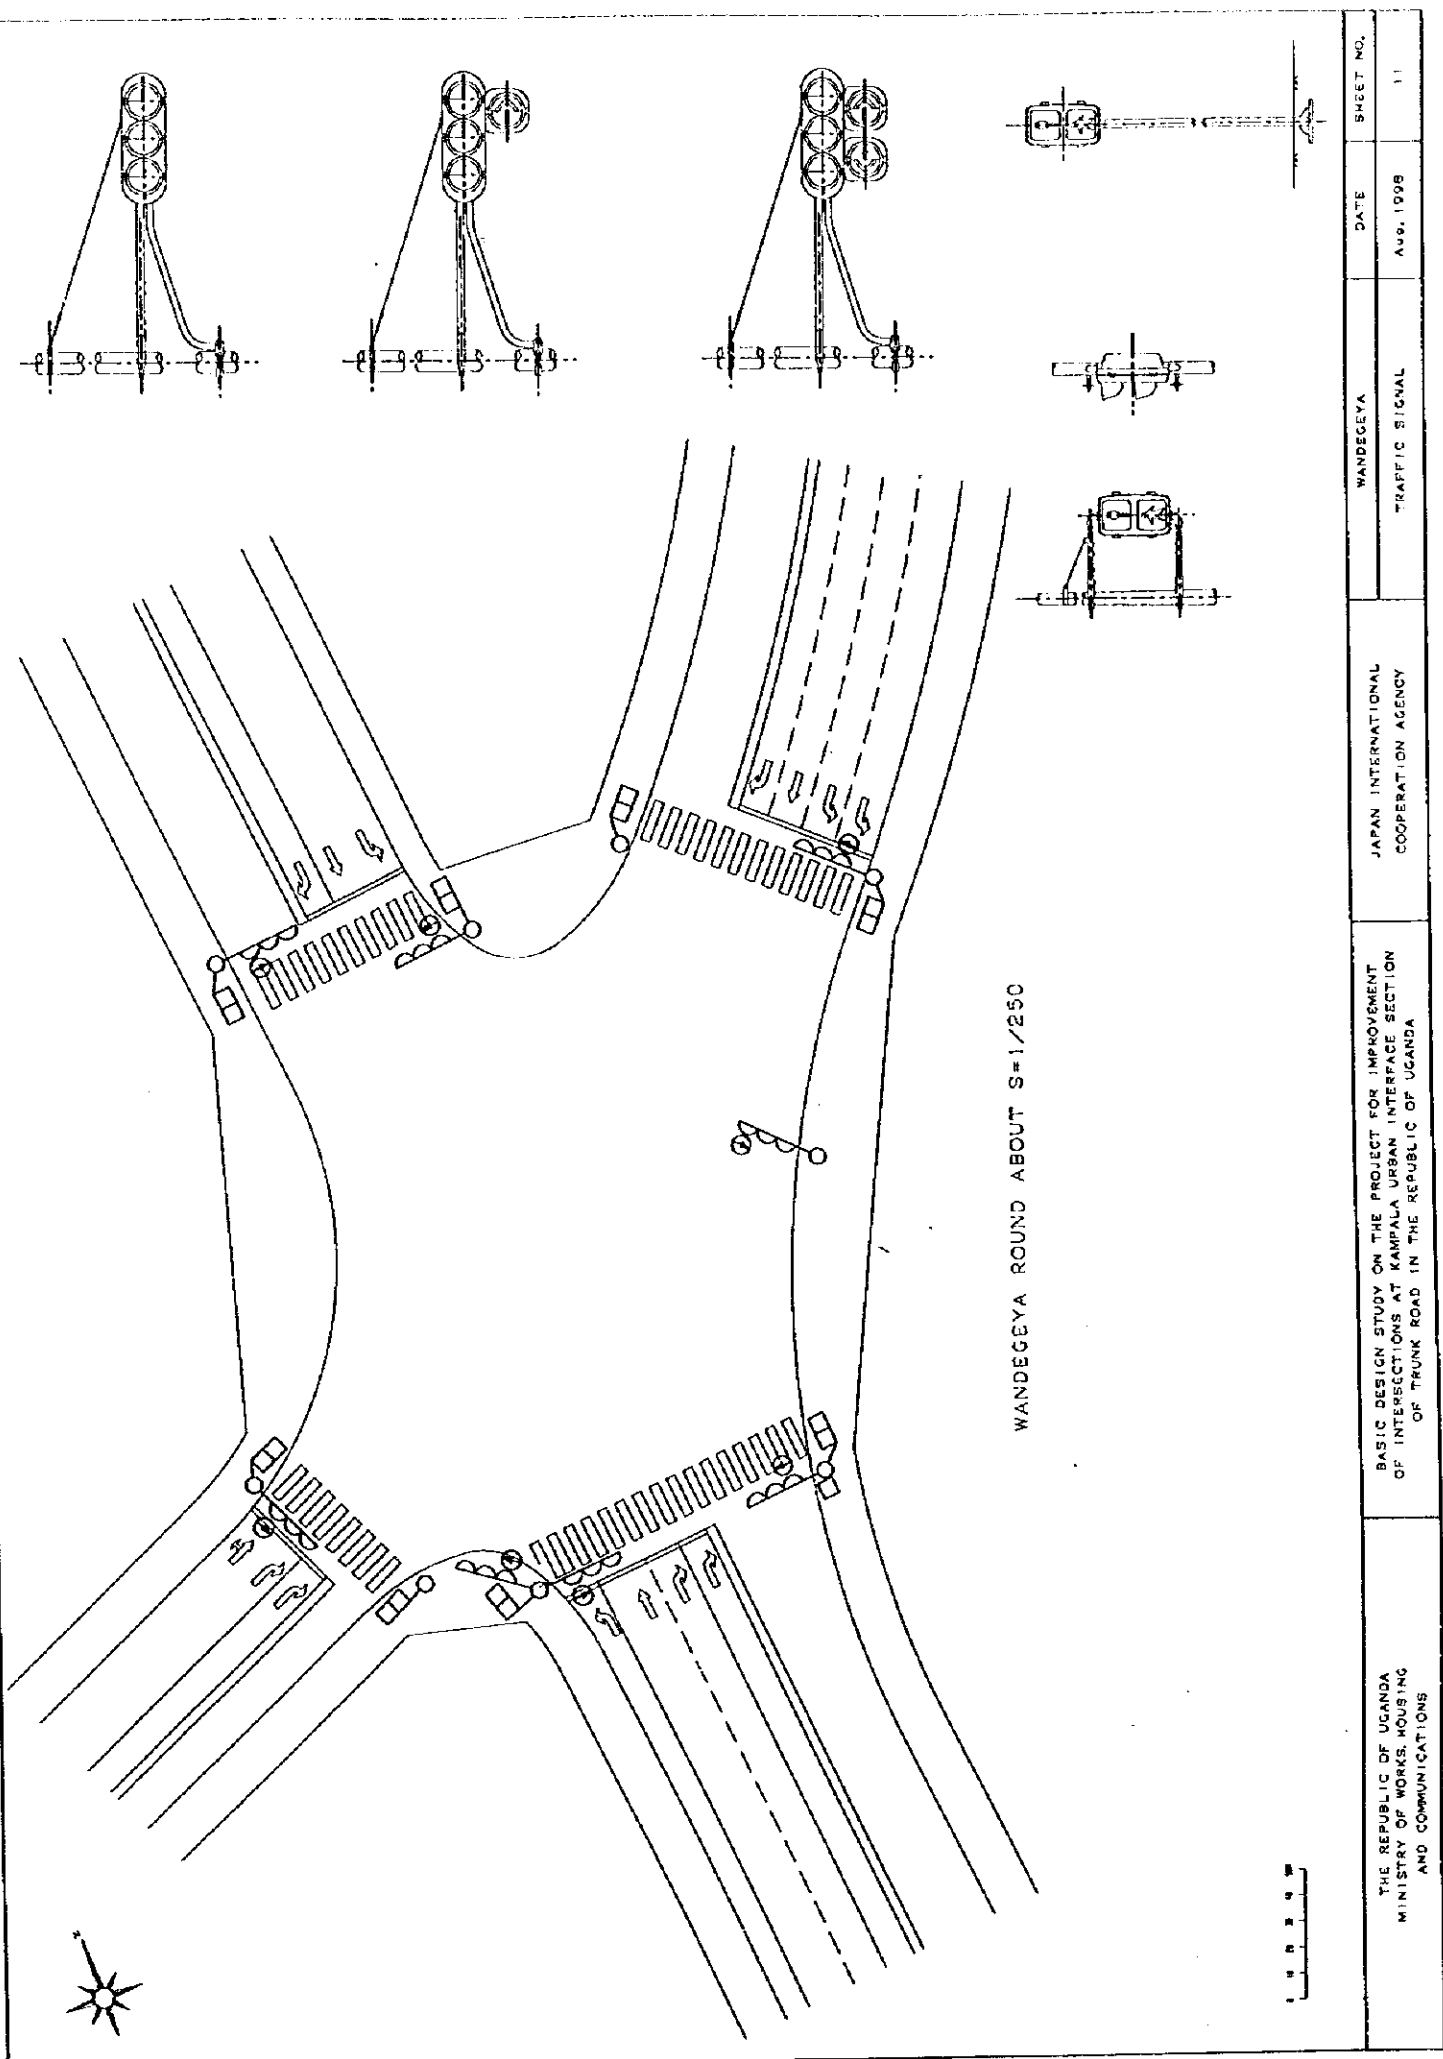 WANDEGEYA ROUND ABOUT S=1/250
THE REPUBLIC OF UGANDA
MINISTRY OF WORKS, HOUSING
AND COMMUNICATIONS
BASIC DESIGN STUDY ON THE PROJECT FOR IMPROVEMENT
OF INTERSECTIONS AT KAMPALA URBAN INTERFACE SECTION
OF TRUNK ROAD IN THE REPUBLIC OF UGANDA
JAPAN INTERNATIONAL
COOPERATION AGENCY
WANDEGEYA
TRAFFIC SIGNAL
DATE
AUG. 1998
SHEET NO.
11